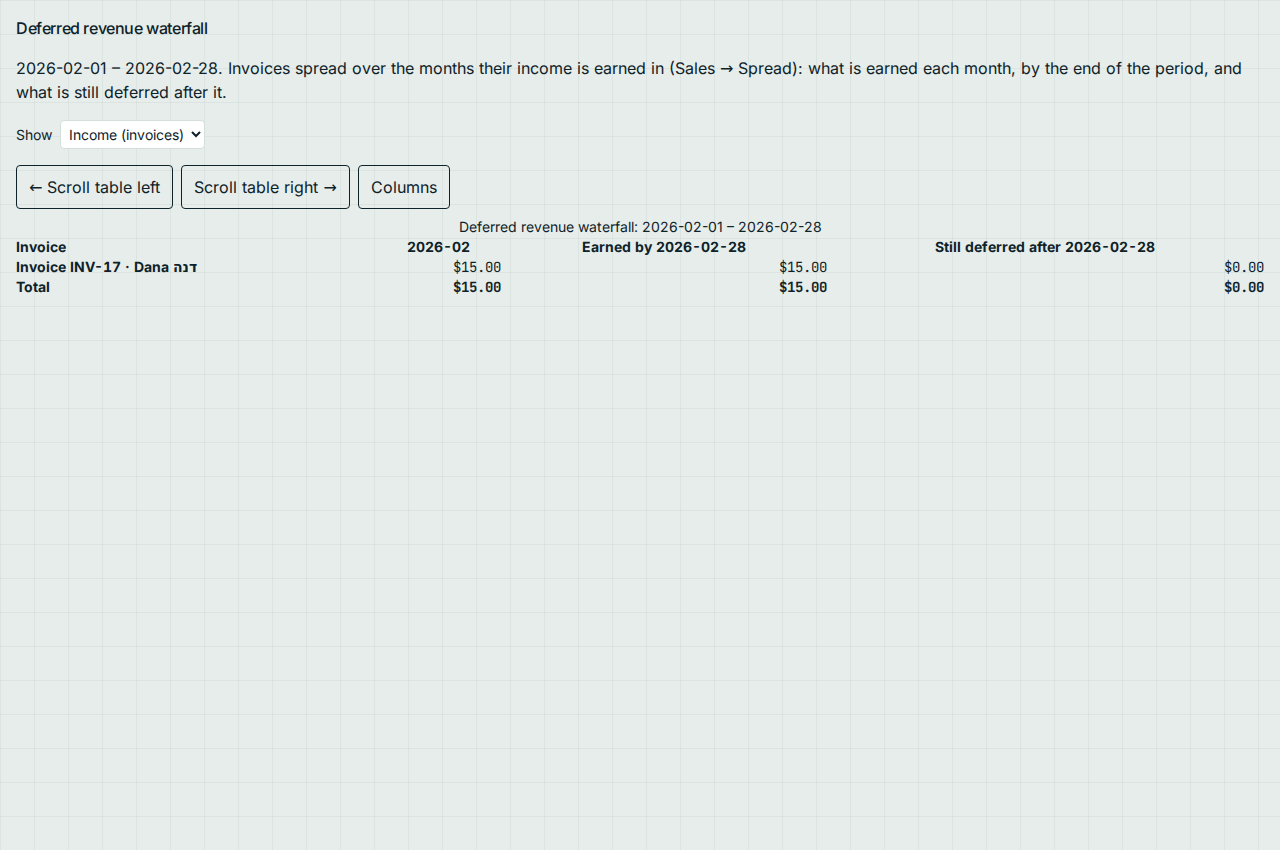 Deferred revenue waterfall
2026-02-01 – 2026-02-28. Invoices spread over the months their income is earned in (Sales → Spread): what is earned each month, by the end of the period, and
what is still deferred after it.
Show Income (invoices)
← Scroll table left Scroll table right → Columns
Deferred revenue waterfall: 2026-02-01 – 2026-02-28
Invoice 2026-02 Earned by 2026-02-28 Still deferred after 2026-02-28
Invoice INV-17 · Dana דנה $15.00 $15.00 $0.00
Total $15.00 $15.00 $0.00